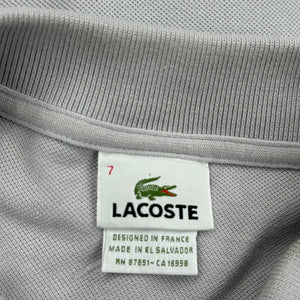 7
LACOSTE
DESIGNED IN FRANCE
MADE IN EL SALVADOR
RN 87651-CA 16998